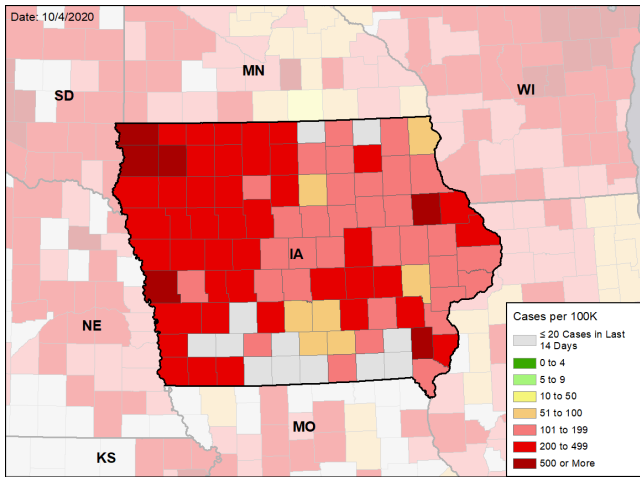 Date: 10/4/2020
MN
SD
WI
IA
NE
MO
KS
Cases per 100K
≤ 20 Cases in Last
14 Days
0 to 4
5 to 9
10 to 50
51 to 100
101 to 199
200 to 499
500 or More